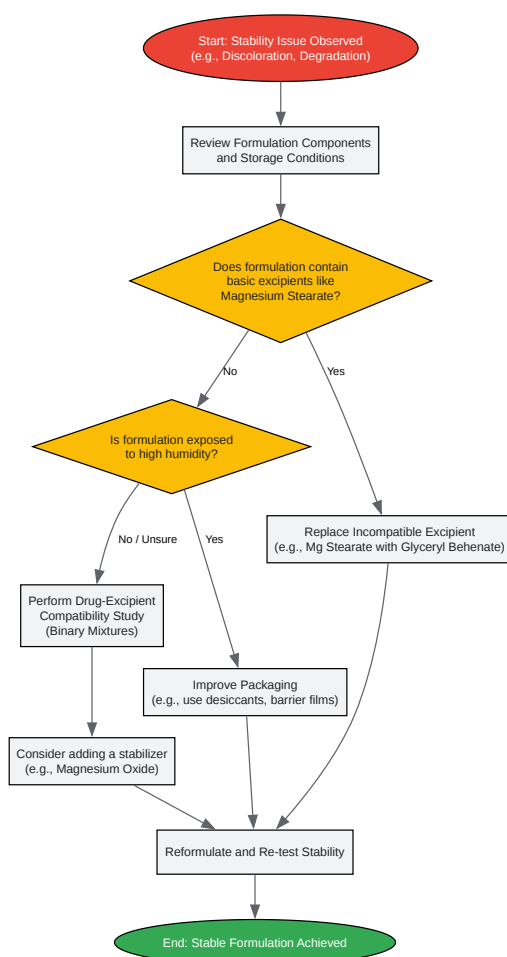 Start: Stability Issue Observed
(e.g., Discoloration, Degradation)
Review Formulation Components
and Storage Conditions
Does formulation contain
basic excipients like
Magnesium Stearate?
No
Yes
Is formulation exposed
to high humidity?
No / Unsure
Yes
Replace Incompatible Excipient
(e.g., Mg Stearate with Glyceryl Behenate)
Perform Drug-Excipient
Compatibility Study
(Binary Mixtures)
Improve Packaging
(e.g., use desiccants, barrier films)
Consider adding a stabilizer
(e.g., Magnesium Oxide)
Reformulate and Re-test Stability
End: Stable Formulation Achieved